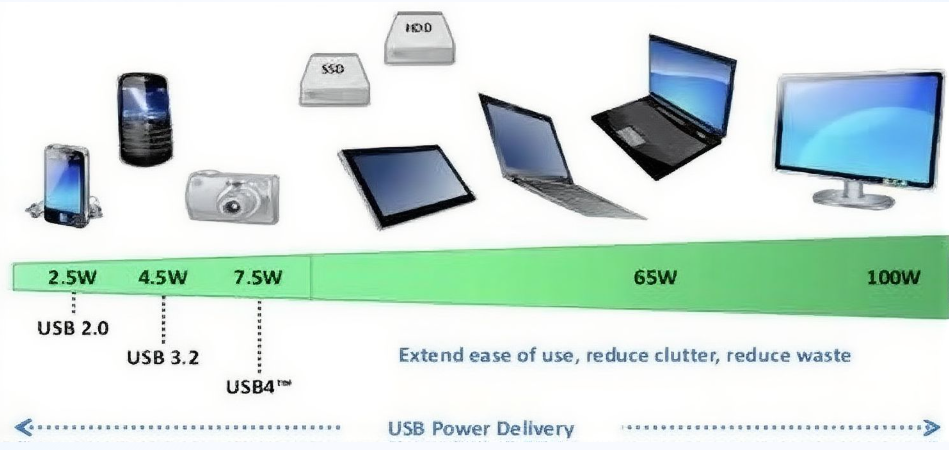 HDD
SSD
2.5W 4.5W 7.5W 65W 100W
USB 2.0
USB 3.2
USB4™
Extend ease of use, reduce clutter, reduce waste
USB Power Delivery